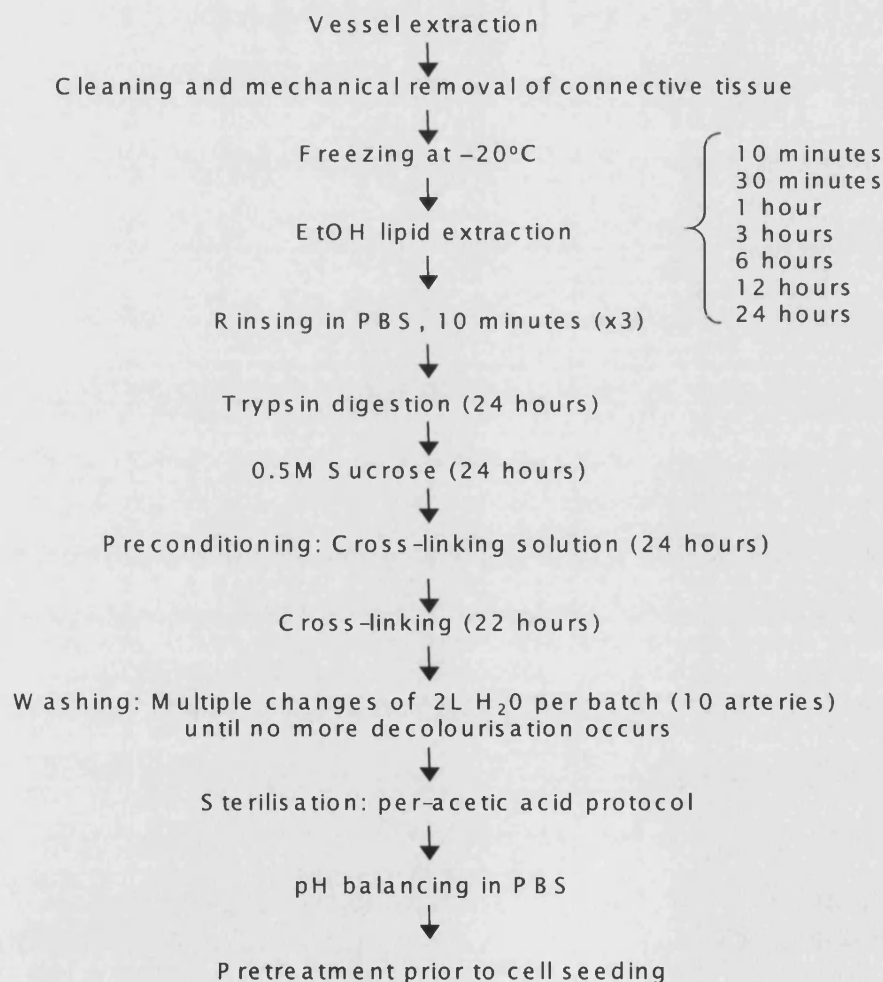 Vessel extraction
Cleaning and mechanical removal of connective tissue
Freezing at –20ºC
EtOH lipid extraction
10 minutes
30 minutes
1 hour
3 hours
6 hours
12 hours
24 hours
Rinsing in PBS, 10 minutes (x3)
Trypsin digestion (24 hours)
0.5M Sucrose (24 hours)
Preconditioning: Cross-linking solution (24 hours)
Cross-linking (22 hours)
Washing: Multiple changes of 2L H₂0 per batch (10 arteries)
until no more decolourisation occurs
Sterilisation: per-acetic acid protocol
pH balancing in PBS
Pretreatment prior to cell seeding